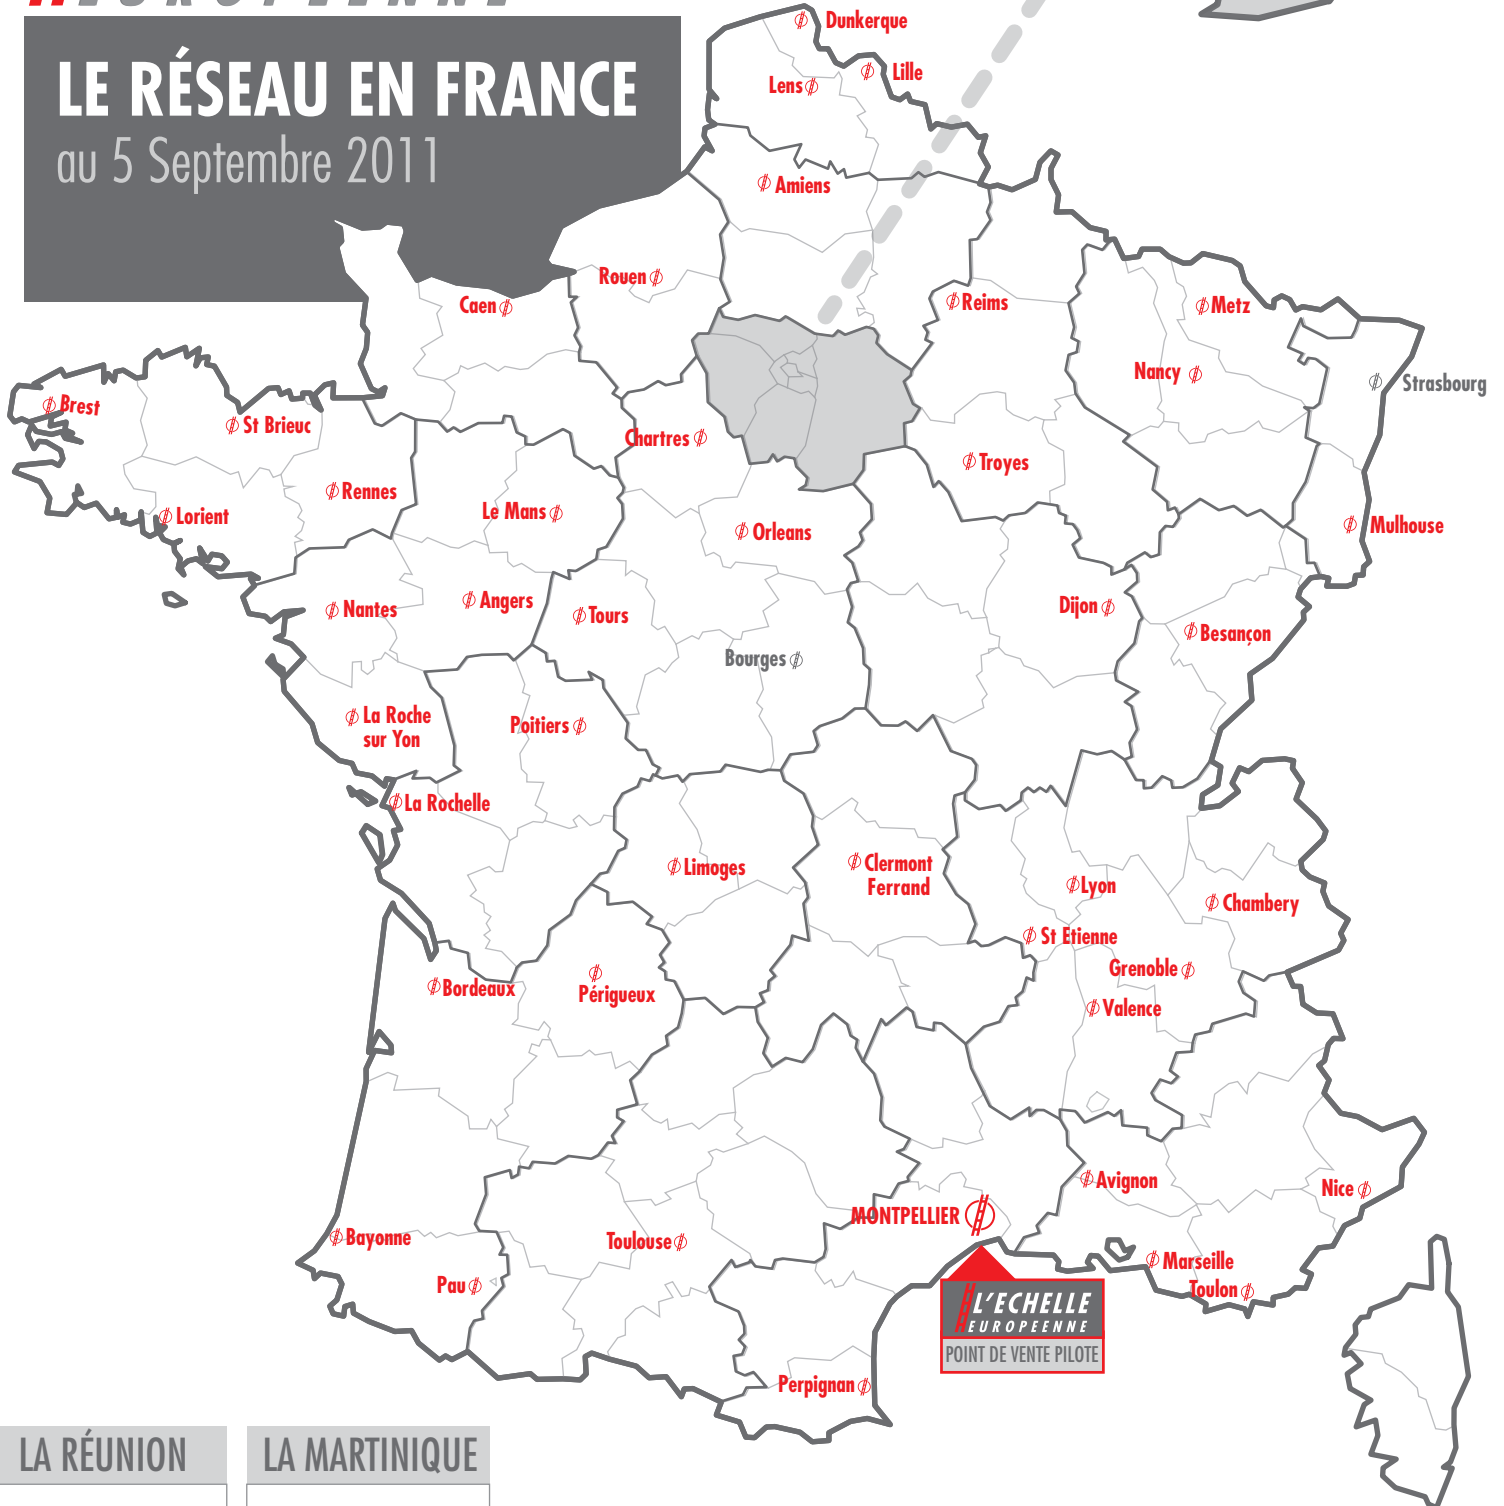 EUROPEENNE
LE RÉSEAU EN FRANCE
au 5 Septembre 2011
Dunkerque
Lille
Lens
Amiens
Rouen
Caen
Reims
Metz
Nancy
Strasbourg
Brest
St Brieuc
Chartres
Troyes
Rennes
Le Mans
Lorient
Orleans
Mulhouse
Nantes
Angers
Tours
Dijon
Besançon
Bourges
La Roche
sur Yon
Poitiers
La Rochelle
Limoges
Clermont
Ferrand
Lyon
Chambery
St Etienne
Grenoble
Bordeaux
Périgueux
Valence
Avignon
Nice
MONTPELLIER
Bayonne
Toulouse
Marseille
Pau
Toulon
L'ECHELLE
EUROPEENNE
POINT DE VENTE PILOTE
Perpignan
LA RÉUNION
LA MARTINIQUE